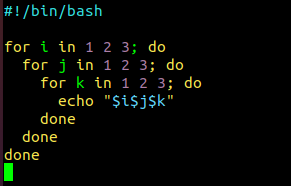 #!/bin/bash

for i in 1 2 3; do
  for j in 1 2 3; do
    for k in 1 2 3; do
      echo "$i$j$k"
    done
  done
done